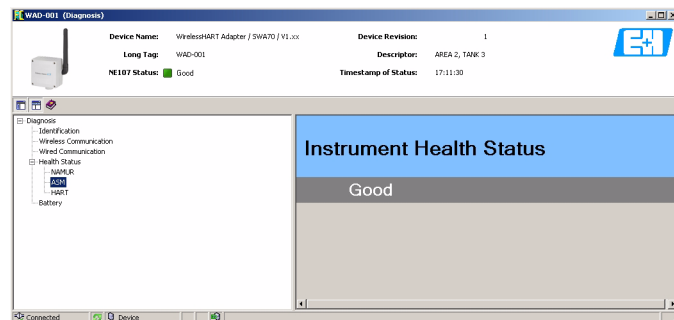 WAD-001 (Diagnosis)
Device Name: WirelessHART Adapter / SWA70 / V1.xx Device Revision: 1
Long Tag: WAD-001 Descriptor: AREA 2, TANK 3
NE107 Status: Good Timestamp of Status: 17:11:30
E+H
Diagnosis
Identification
Wireless Communication
Wired Communication
Health Status
NAMUR
ASM
HART
Battery
Instrument Health Status
Good
Connected Device